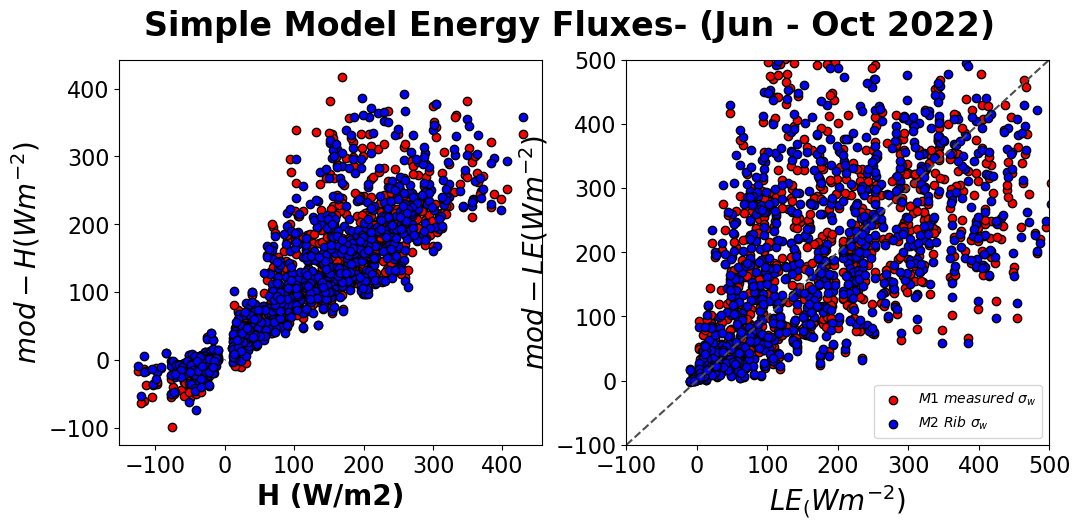 Simple Model Energy Fluxes- (Jun - Oct 2022)
mod − H(Wm⁻²)
400
300
200
100
0
−100
−100 0 100 200 300 400
H (W/m2)
mod − LE(Wm⁻²)
500
400
300
200
100
0
−100
−100 0 100 200 300 400 500
LE₍Wm⁻²)
M1 measured σ_w
M2 Rib σ_w